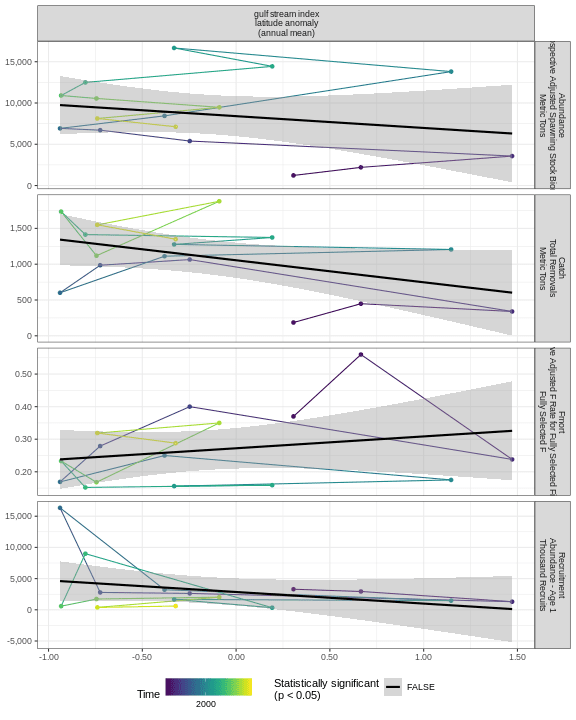 gulf stream index
latitude anomaly
(annual mean)
15,000
10,000
5,000
0
Abundance
Adjusted Spawning Stock
Metric Tons
1,500
1,000
500
0
Catch
Total Removals
Metric Tons
0.50
0.40
0.30
0.20
Fmort
Adjusted F Rate for Fully Selected
Fully Selected F
15,000
10,000
5,000
0
-5,000
Recruitment
Abundance - Age 1
Thousand Recruits
-1.00
-0.50
0.00
0.50
1.00
1.50
Time
2000
Statistically significant
(p < 0.05)
FALSE